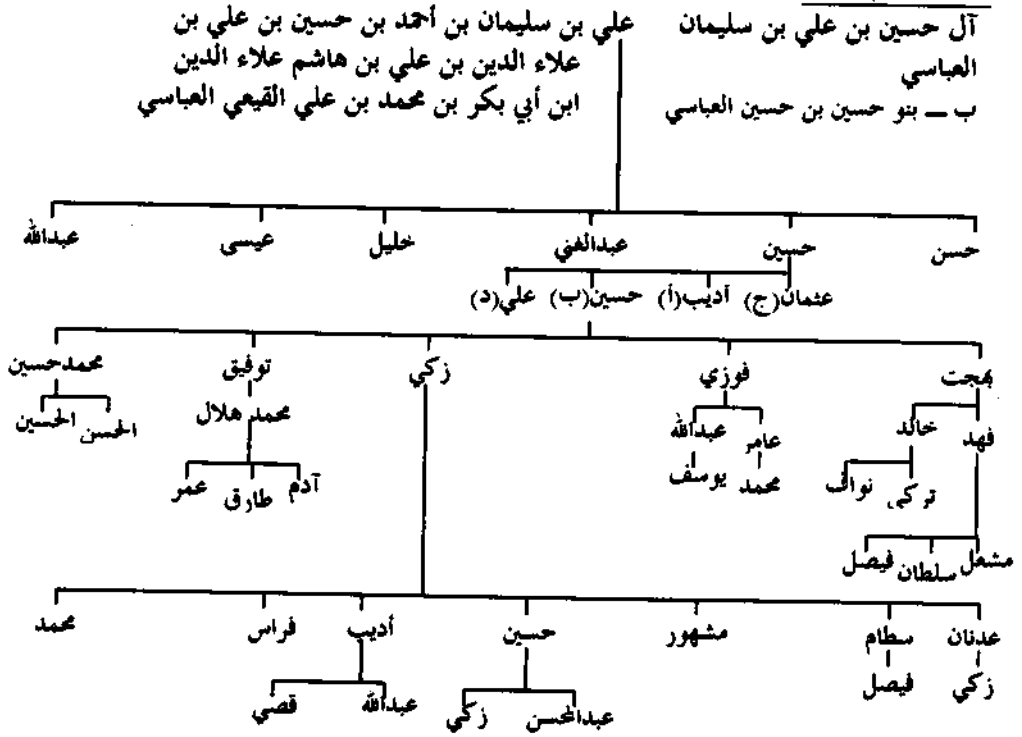 آل حسين بن علي بن سليمان
العباسي
ب — بنو حسين بن حسين العباسي
علي بن سليمان بن أحمد بن حسين بن علي بن
علاء الدين بن علي بن هاشم علاء الدين
ابن أبي بكر بن محمد بن علي القيعي العباسي
حسن حسين عبدالغني خليل عيسى عبدالله
عثمان(ج) أديب(أ) حسين(ب) علي(د)
بهجت فوزي زكي توفيق محمدحسين
فهد خالد عامر عبدالله محمد هلال الحسن الحسين
تركي نواف محمد يوسف آدم طارق عمر
مشعل سلطان فيصل
عدنان سطام مشهور حسين أديب فراس محمد
زكي فيصل عبدالمحسن زكي عبدالله قصي